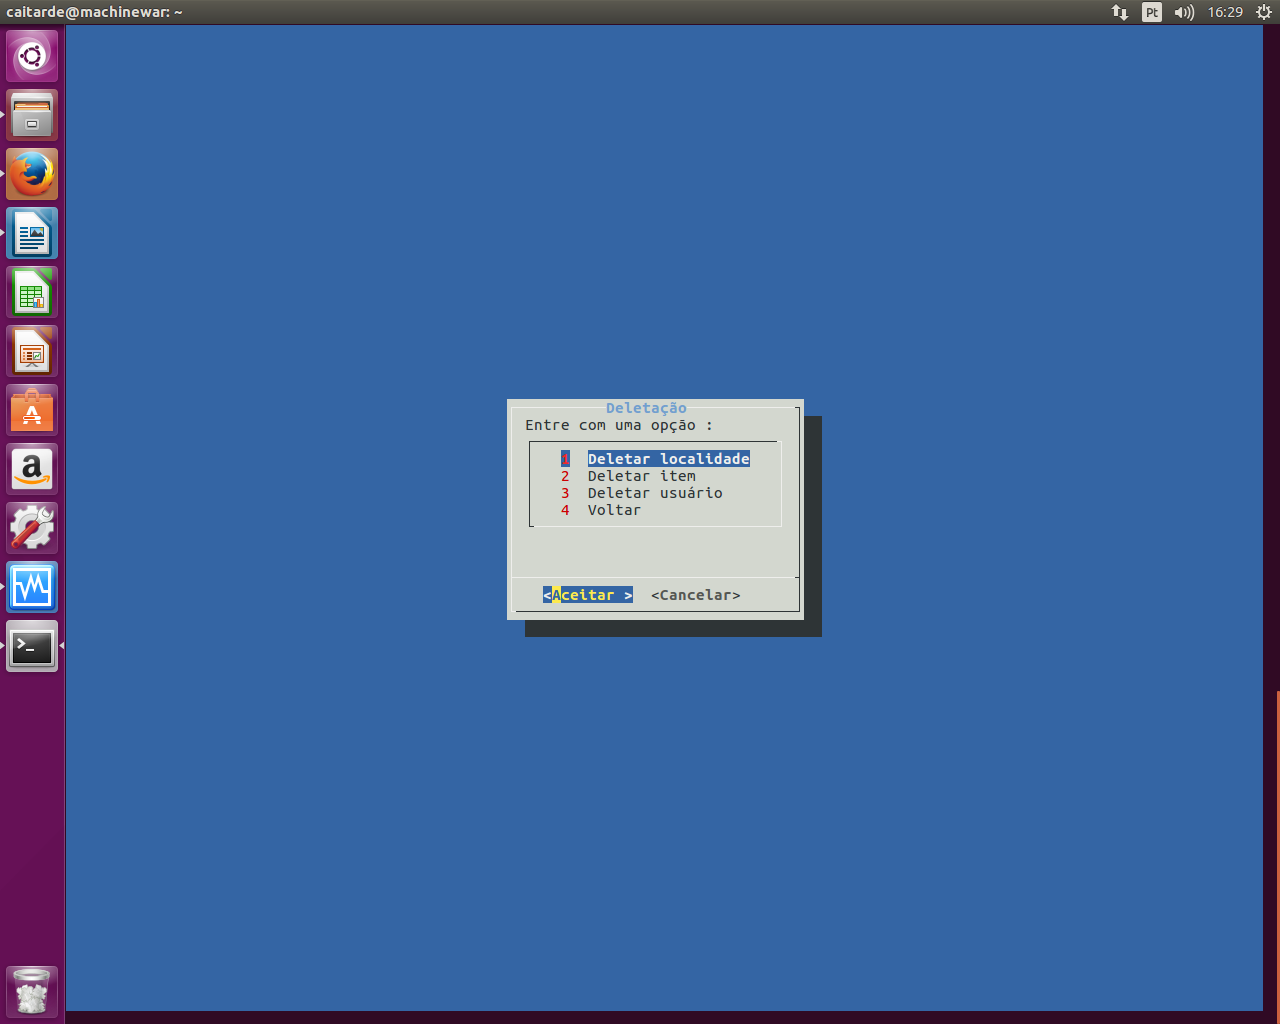 caitarde@machinewar: ~
Pt
16:29
Deletação
Entre com uma opção :
1 Deletar localidade
2 Deletar item
3 Deletar usuário
4 Voltar
<Aceitar > <Cancelar>